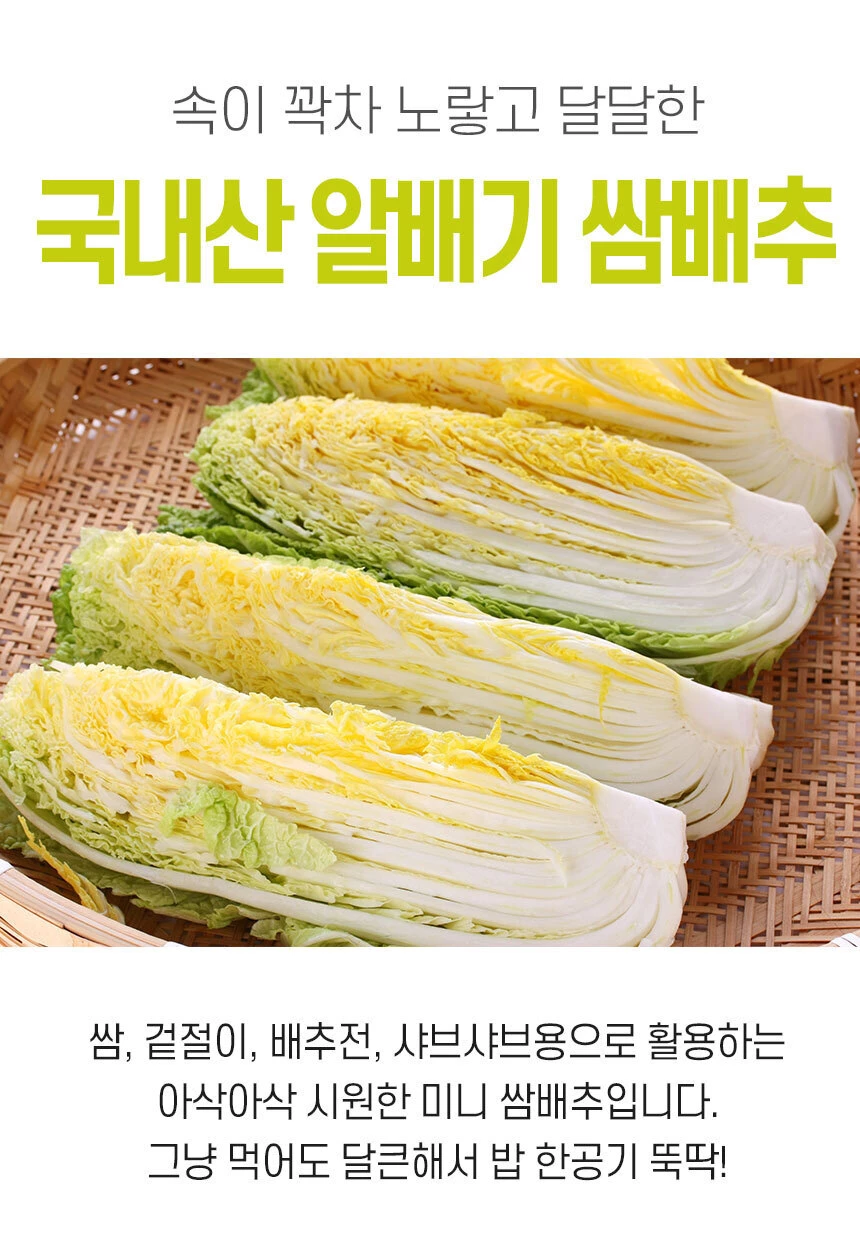 속이 꽉차 노랗고 달달한
국내산 알배기 쌈배추
쌈, 겉절이, 배추전, 샤브샤브용으로 활용하는
아삭아삭 시원한 미니 쌈배추입니다.
그냥 먹어도 달큰해서 밥 한공기 뚝딱!